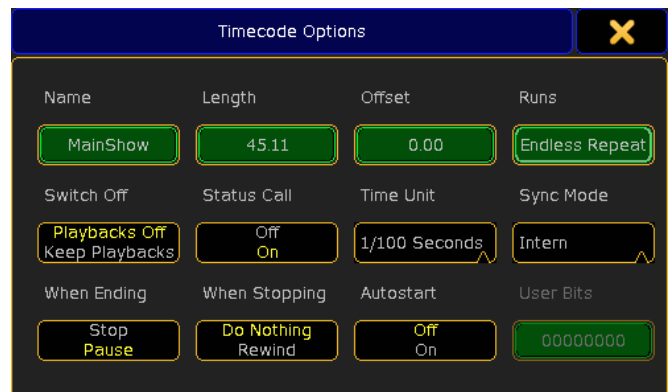 Timecode Options
Name Length Offset Runs
MainShow 45.11 0.00 Endless Repeat
Switch Off Status Call Time Unit Sync Mode
Playbacks Off
Keep Playbacks
Off
On
1/100 Seconds
Intern
When Ending When Stopping Autostart User Bits
Stop
Pause
Do Nothing
Rewind
Off
On
00000000